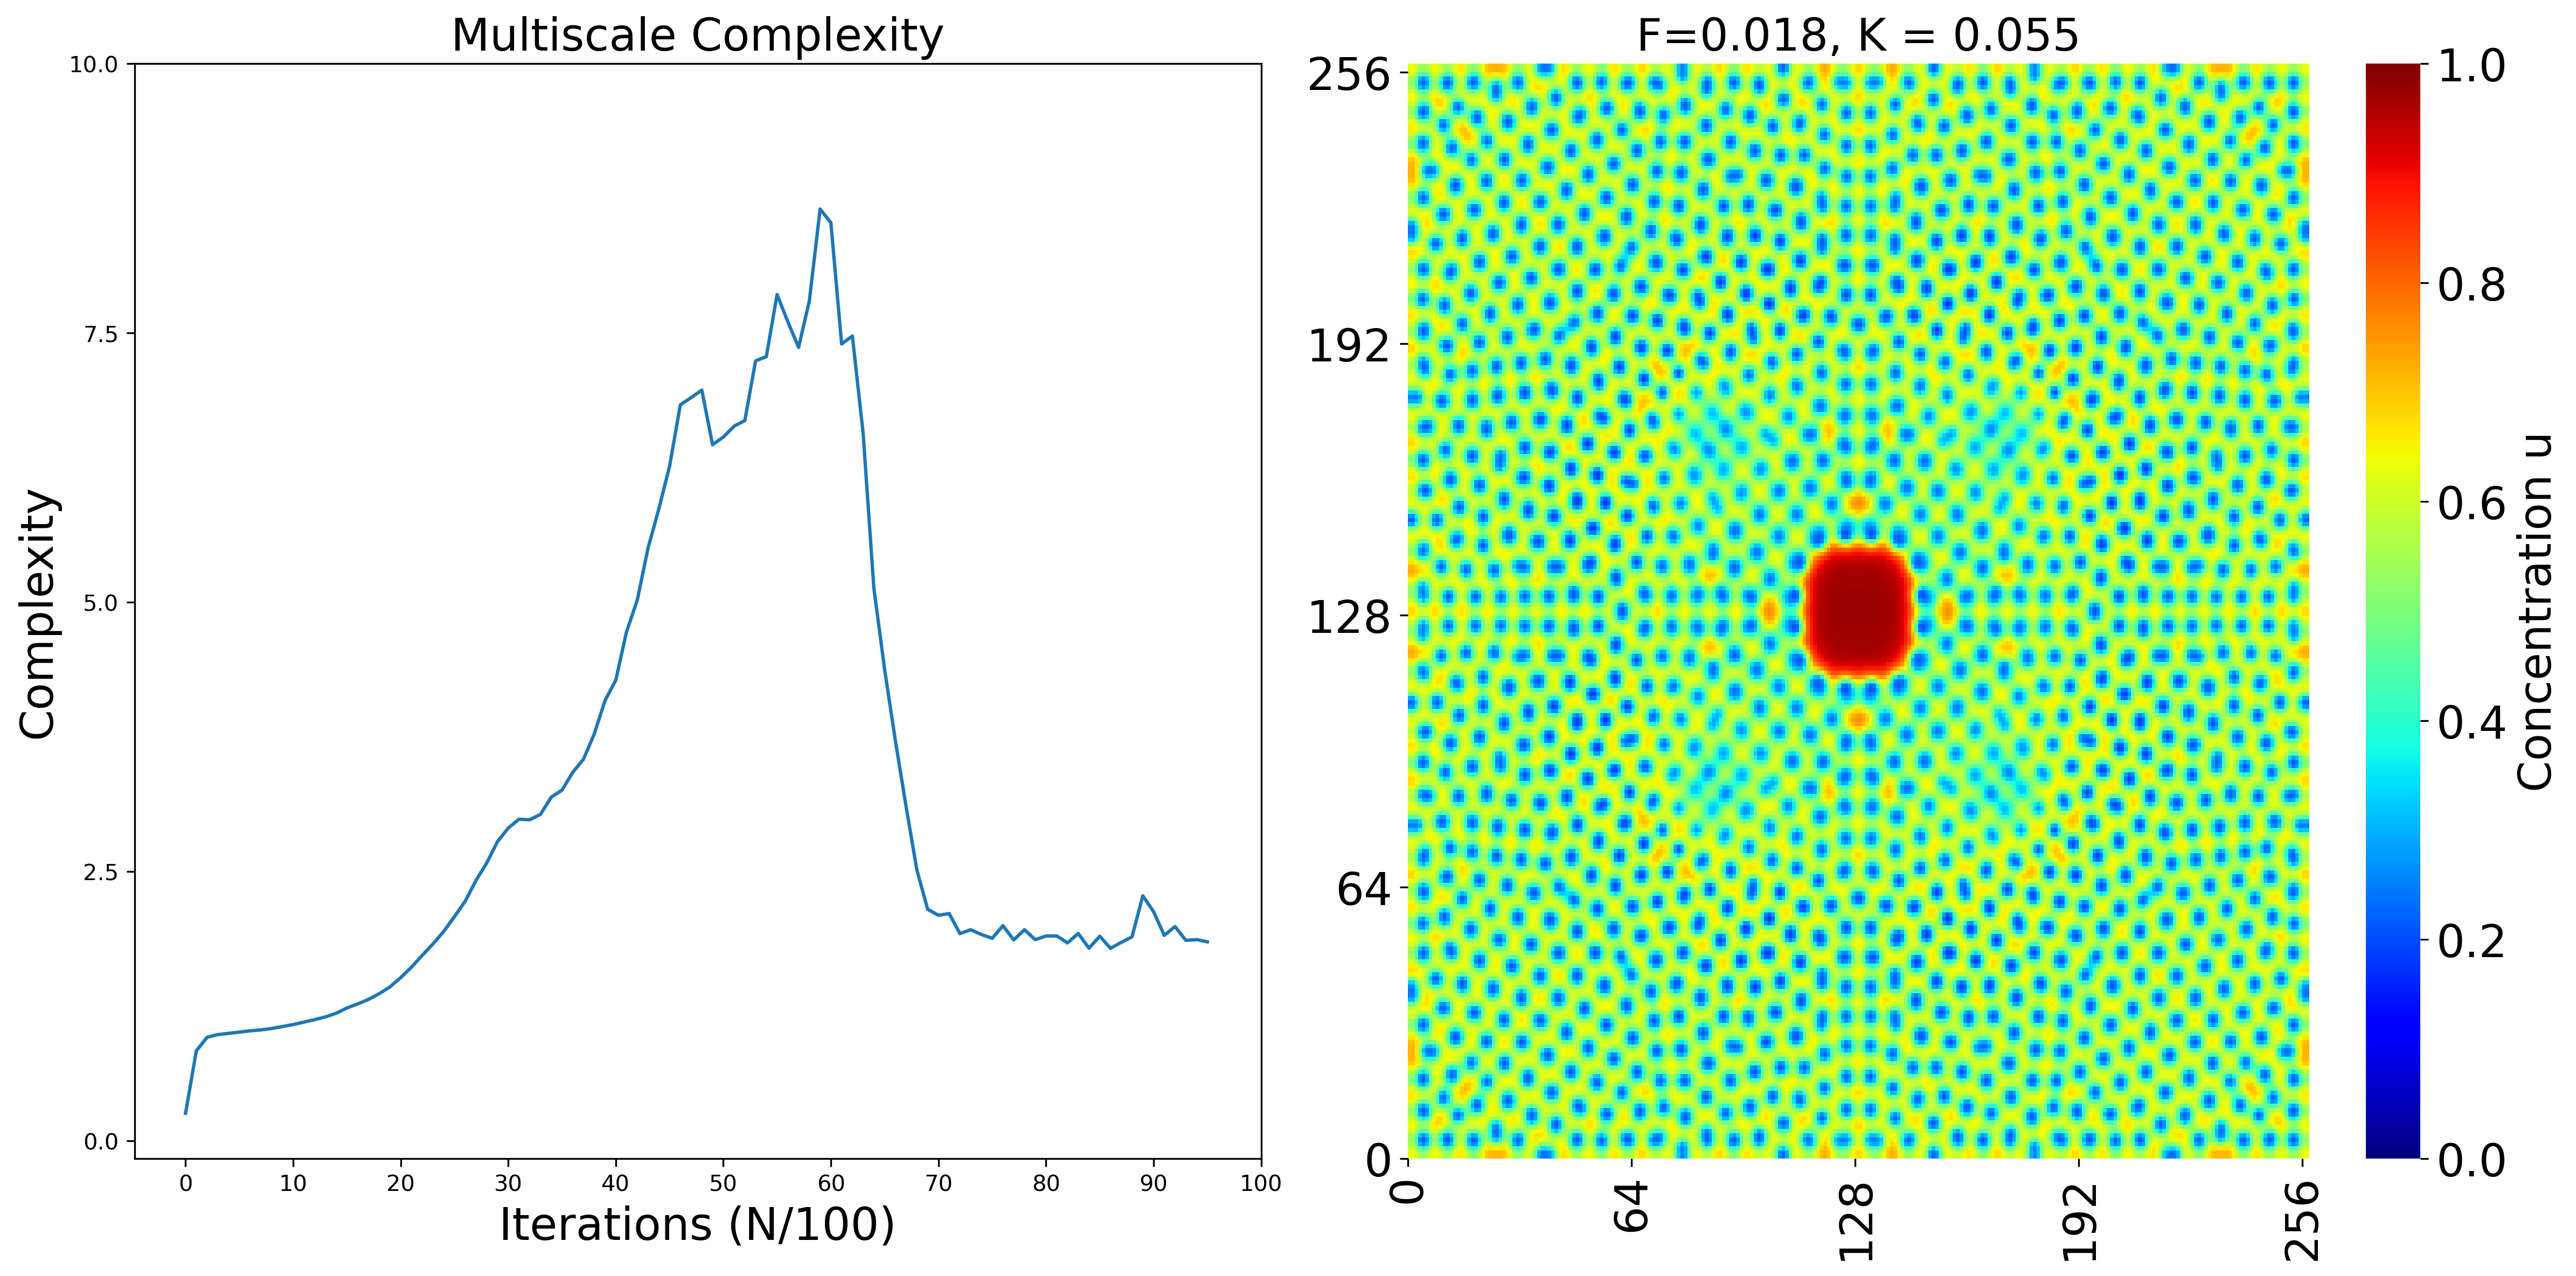 Multiscale Complexity
10.0
7.5
5.0
2.5
0.0
Complexity
0 10 20 30 40 50 60 70 80 90 100
Iterations (N/100)
F=0.018, K = 0.055
256
192
128
64
0
0 64 128 192 256
1.0
0.8
0.6
0.4
0.2
0.0
Concentration u